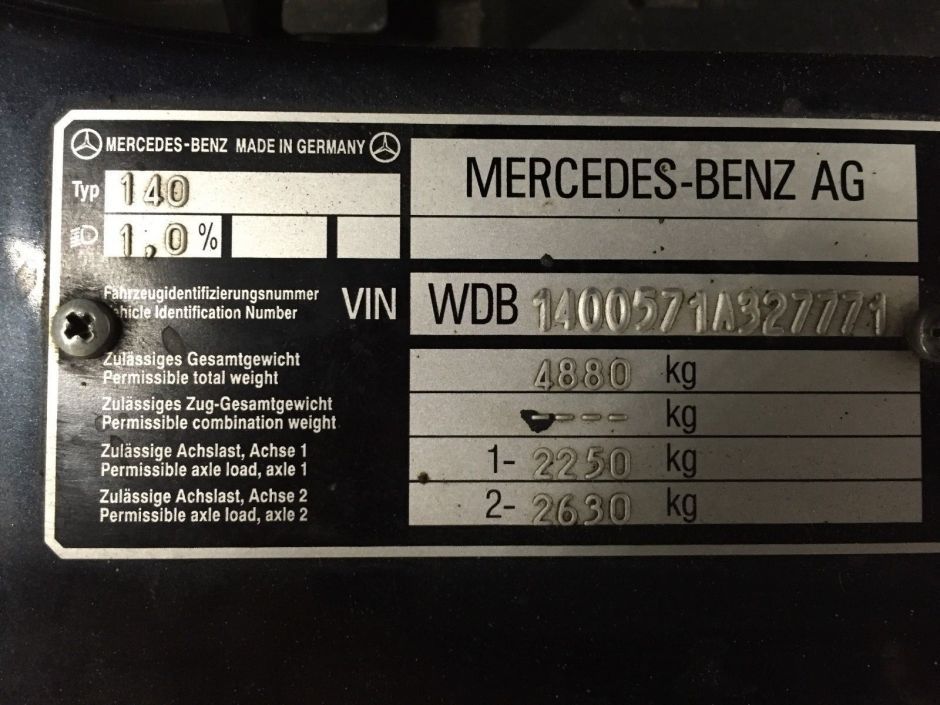 MERCEDES-BENZ MADE IN GERMANY
MERCEDES-BENZ AG
Typ 140
1,0 %
Fahrzeugidentifizierungsnummer
Vehicle Identification Number
VIN WDB 1400571A327771
Zulässiges Gesamtgewicht
Permissible total weight
4880 kg
Zulässiges Zug-Gesamtgewicht
Permissible combination weight
---- kg
Zulässige Achslast, Achse 1
Permissible axle load, axle 1
1- 2250 kg
Zulässige Achslast, Achse 2
Permissible axle load, axle 2
2- 2630 kg